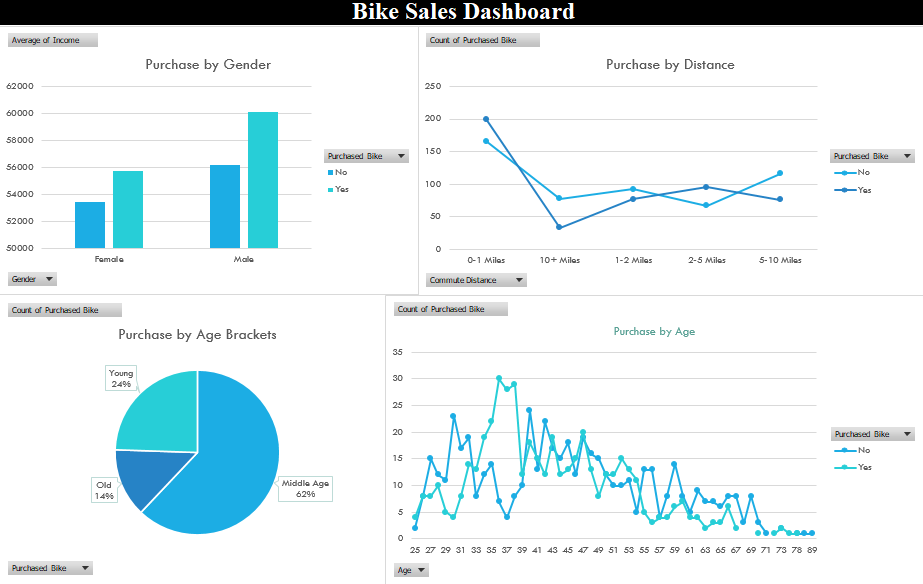 Bike Sales Dashboard
Average of Income
Purchase by Gender
62000
60000
58000
56000
54000
52000
50000
Female Male
Purchased Bike
No
Yes
Gender
Count of Purchased Bike
Purchase by Distance
250
200
150
100
50
0
0-1 Miles 10+ Miles 1-2 Miles 2-5 Miles 5-10 Miles
Purchased Bike
No
Yes
Commute Distance
Count of Purchased Bike
Purchase by Age Brackets
Young
24%
Old
14%
Middle Age
62%
Purchased Bike
Count of Purchased Bike
Purchase by Age
35
30
25
20
15
10
5
0
25 27 29 31 33 35 37 39 41 43 45 47 49 51 53 55 57 59 61 63 65 67 69 71 73 78 89
Purchased Bike
No
Yes
Age